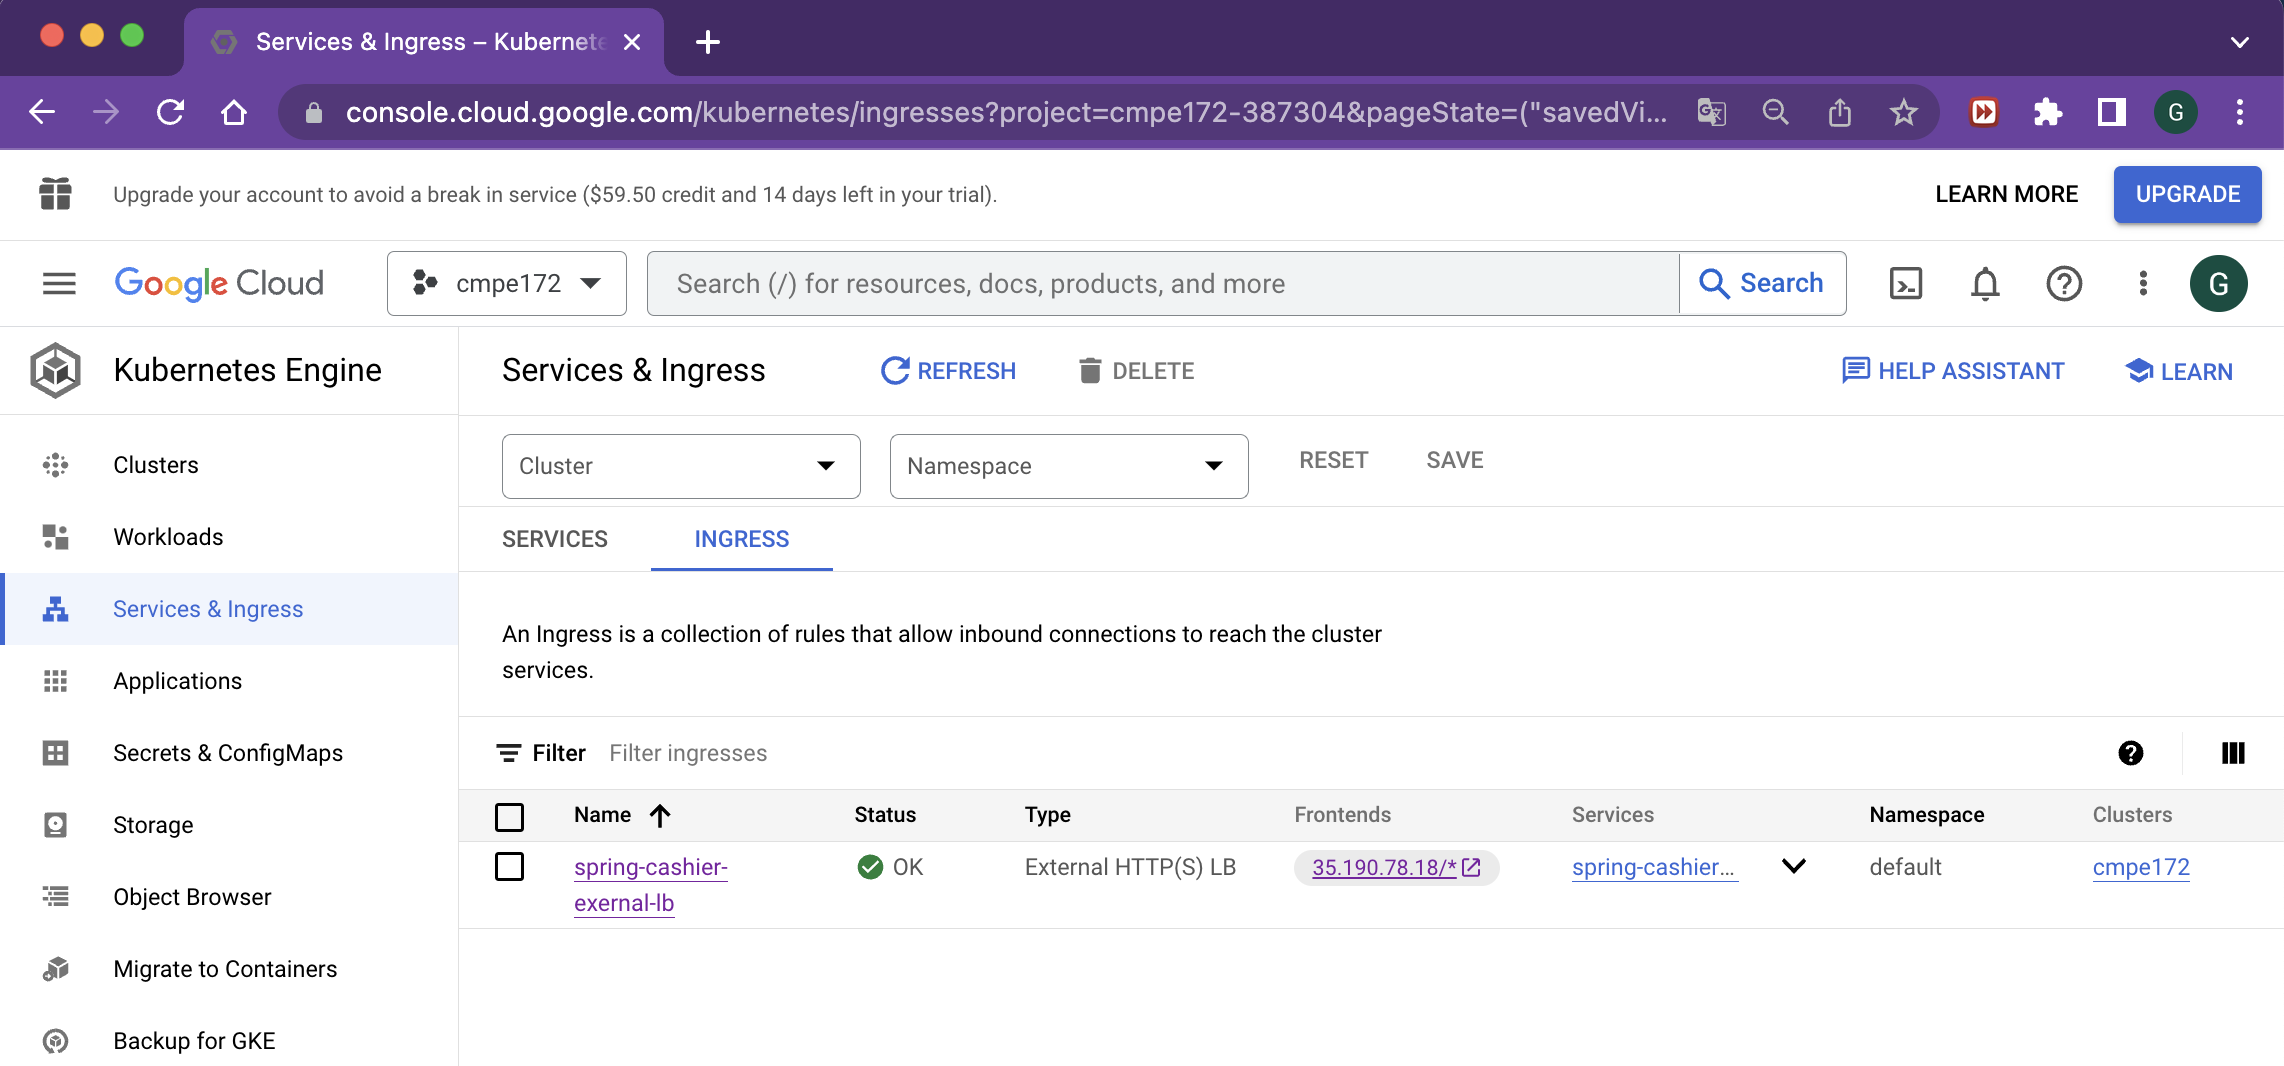 Services & Ingress – Kubernete
console.cloud.google.com/kubernetes/ingresses?project=cmpe172-387304&pageState=("savedVi...
G
Upgrade your account to avoid a break in service ($59.50 credit and 14 days left in your trial).
LEARN MORE
UPGRADE
Google Cloud
cmpe172
Search (/) for resources, docs, products, and more
Search
G
Kubernetes Engine
Clusters
Workloads
Services & Ingress
Applications
Secrets & ConfigMaps
Storage
Object Browser
Migrate to Containers
Backup for GKE
Services & Ingress
REFRESH
DELETE
HELP ASSISTANT
LEARN
Cluster
Namespace
RESET
SAVE
SERVICES
INGRESS
An Ingress is a collection of rules that allow inbound connections to reach the cluster
services.
Filter
Filter ingresses
Name
Status
Type
Frontends
Services
Namespace
Clusters
spring-cashier-
exernal-lb
OK
External HTTP(S) LB
35.190.78.18/*
spring-cashier...
default
cmpe172